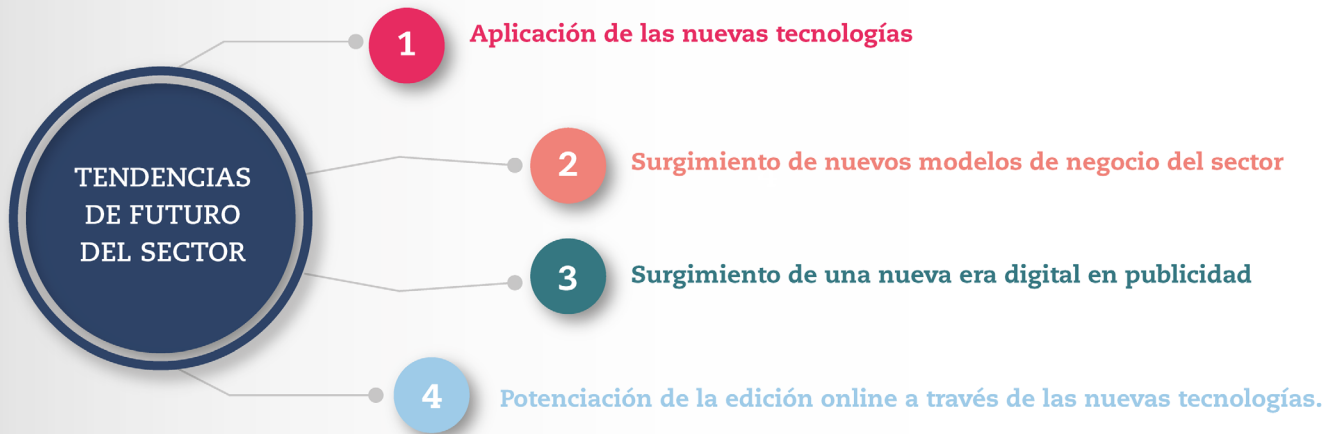 TENDENCIAS
DE FUTURO
DEL SECTOR
1
Aplicación de las nuevas tecnologías
2
Surgimiento de nuevos modelos de negocio del sector
3
Surgimiento de una nueva era digital en publicidad
4
Potenciación de la edición online a través de las nuevas tecnologías.